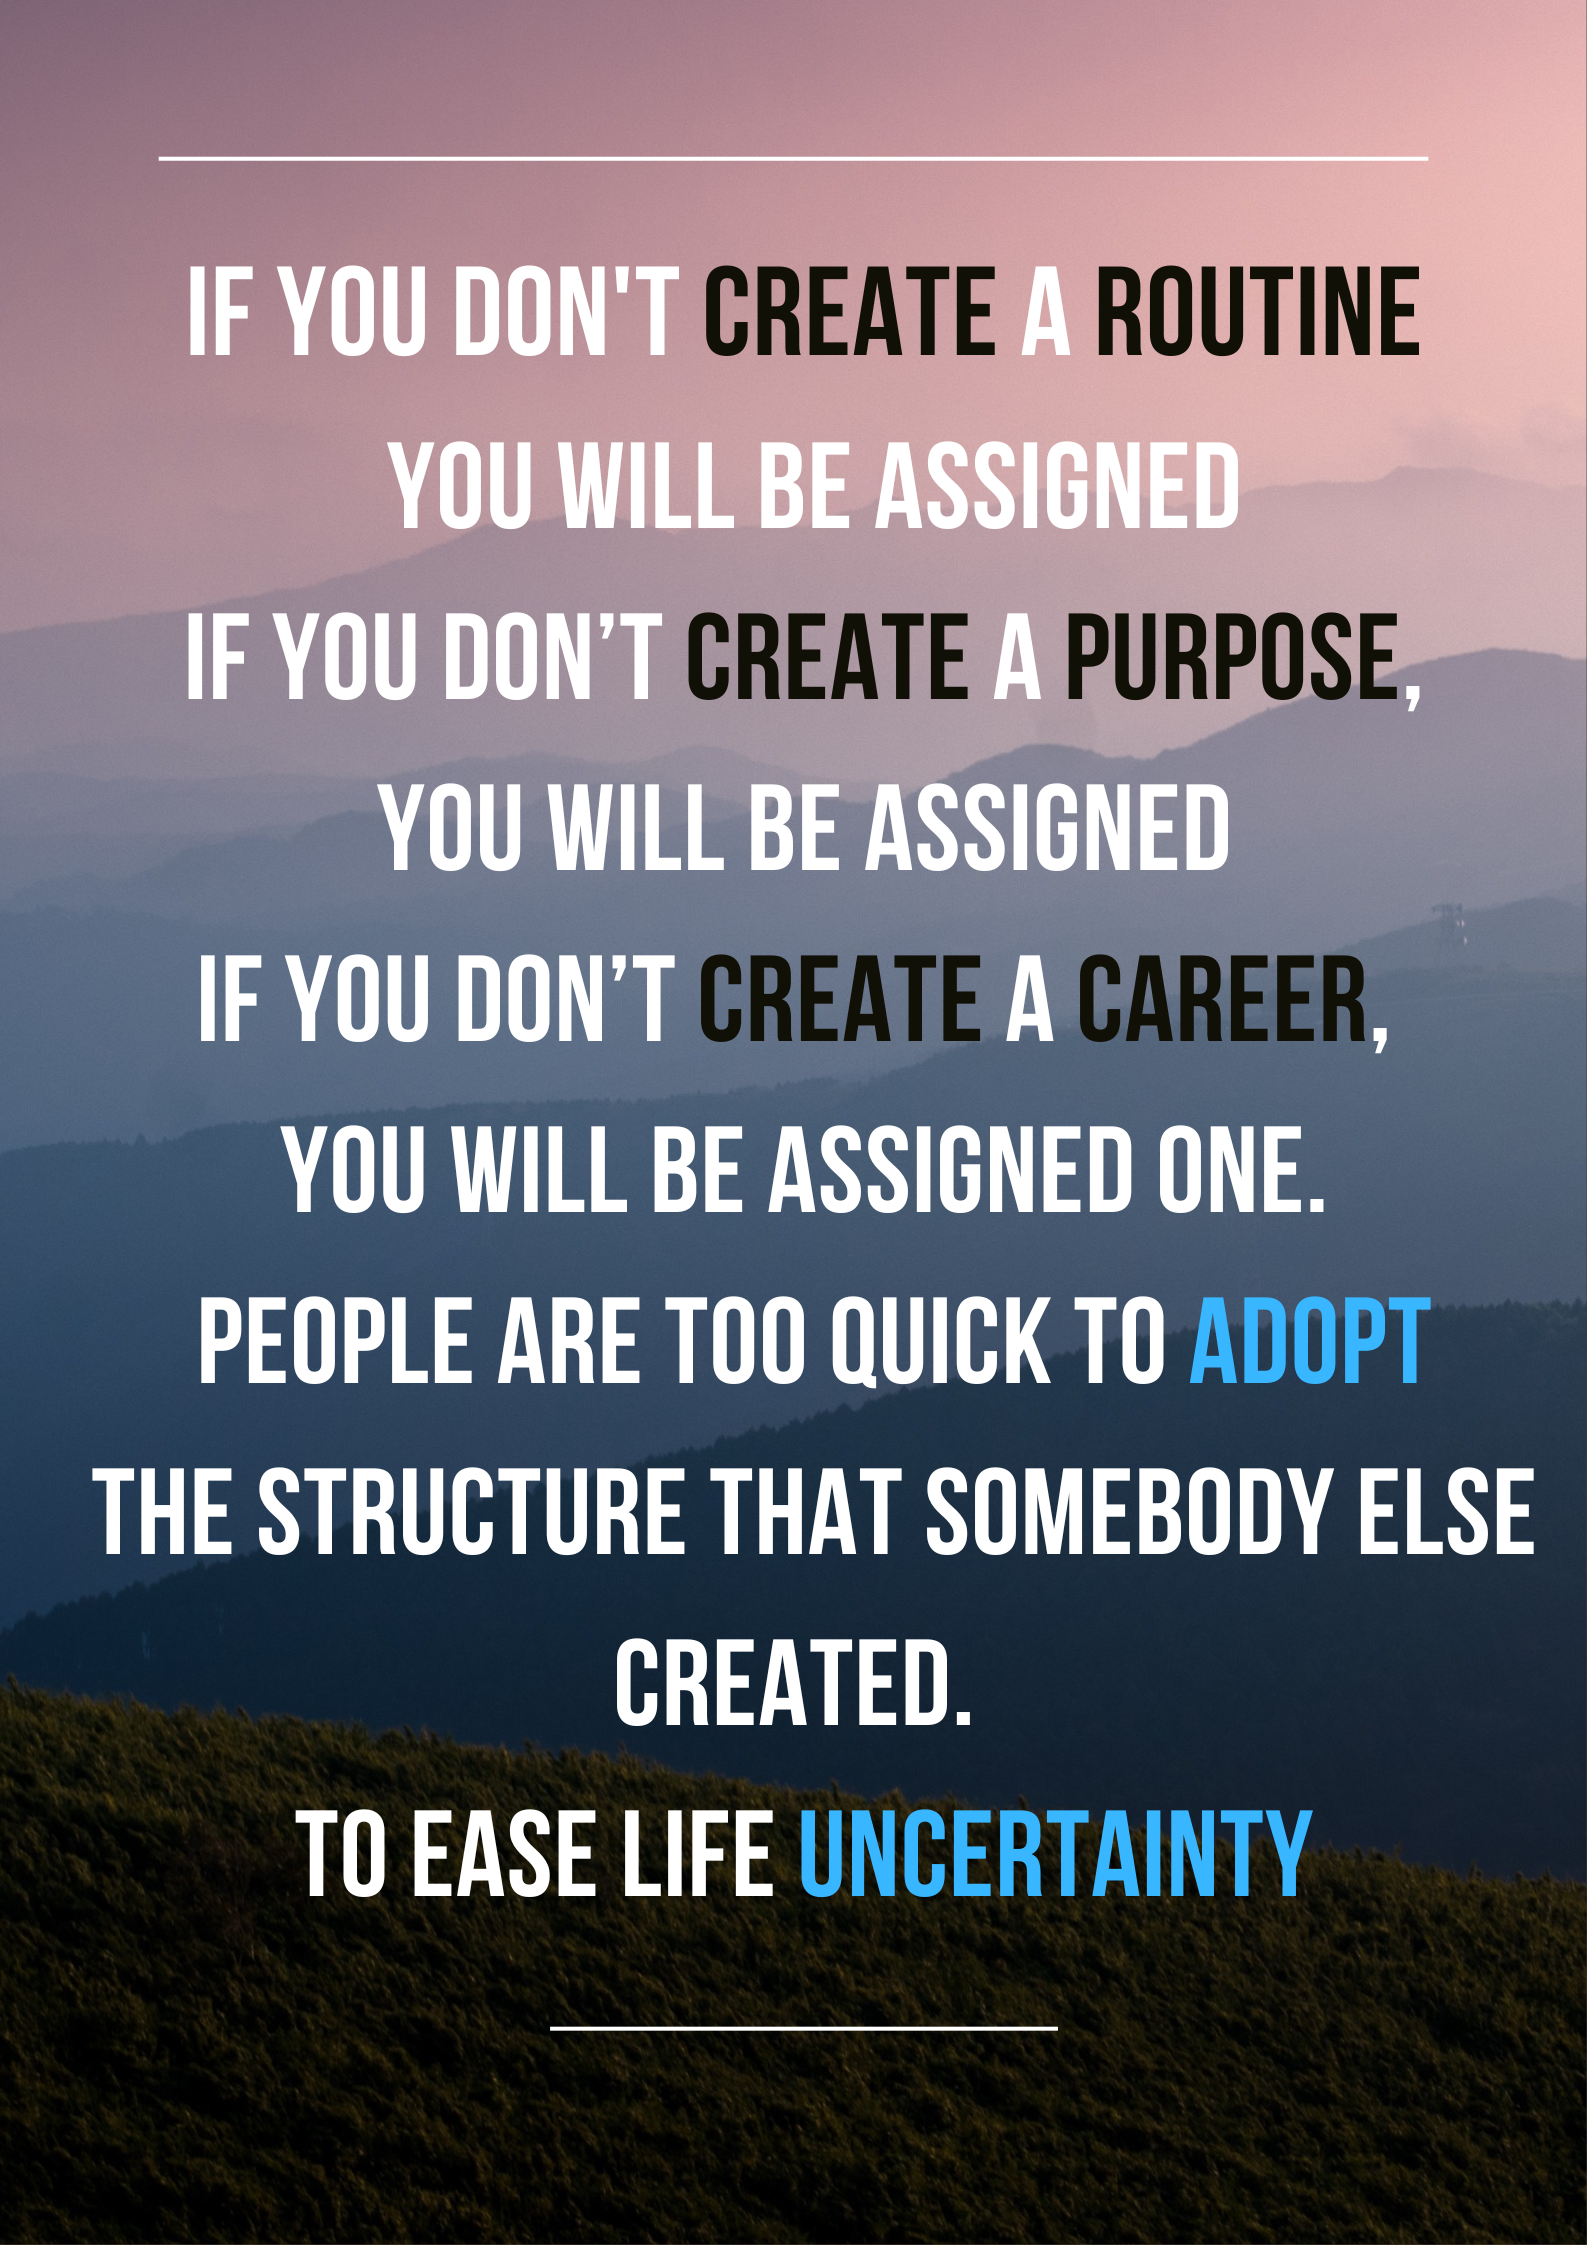 IF YOU DON'T CREATE A ROUTINE
YOU WILL BE ASSIGNED
IF YOU DON’T CREATE A PURPOSE,
YOU WILL BE ASSIGNED
IF YOU DON’T CREATE A CAREER,
YOU WILL BE ASSIGNED ONE.
PEOPLE ARE TOO QUICK TO ADOPT
THE STRUCTURE THAT SOMEBODY ELSE
CREATED.
TO EASE LIFE UNCERTAINTY